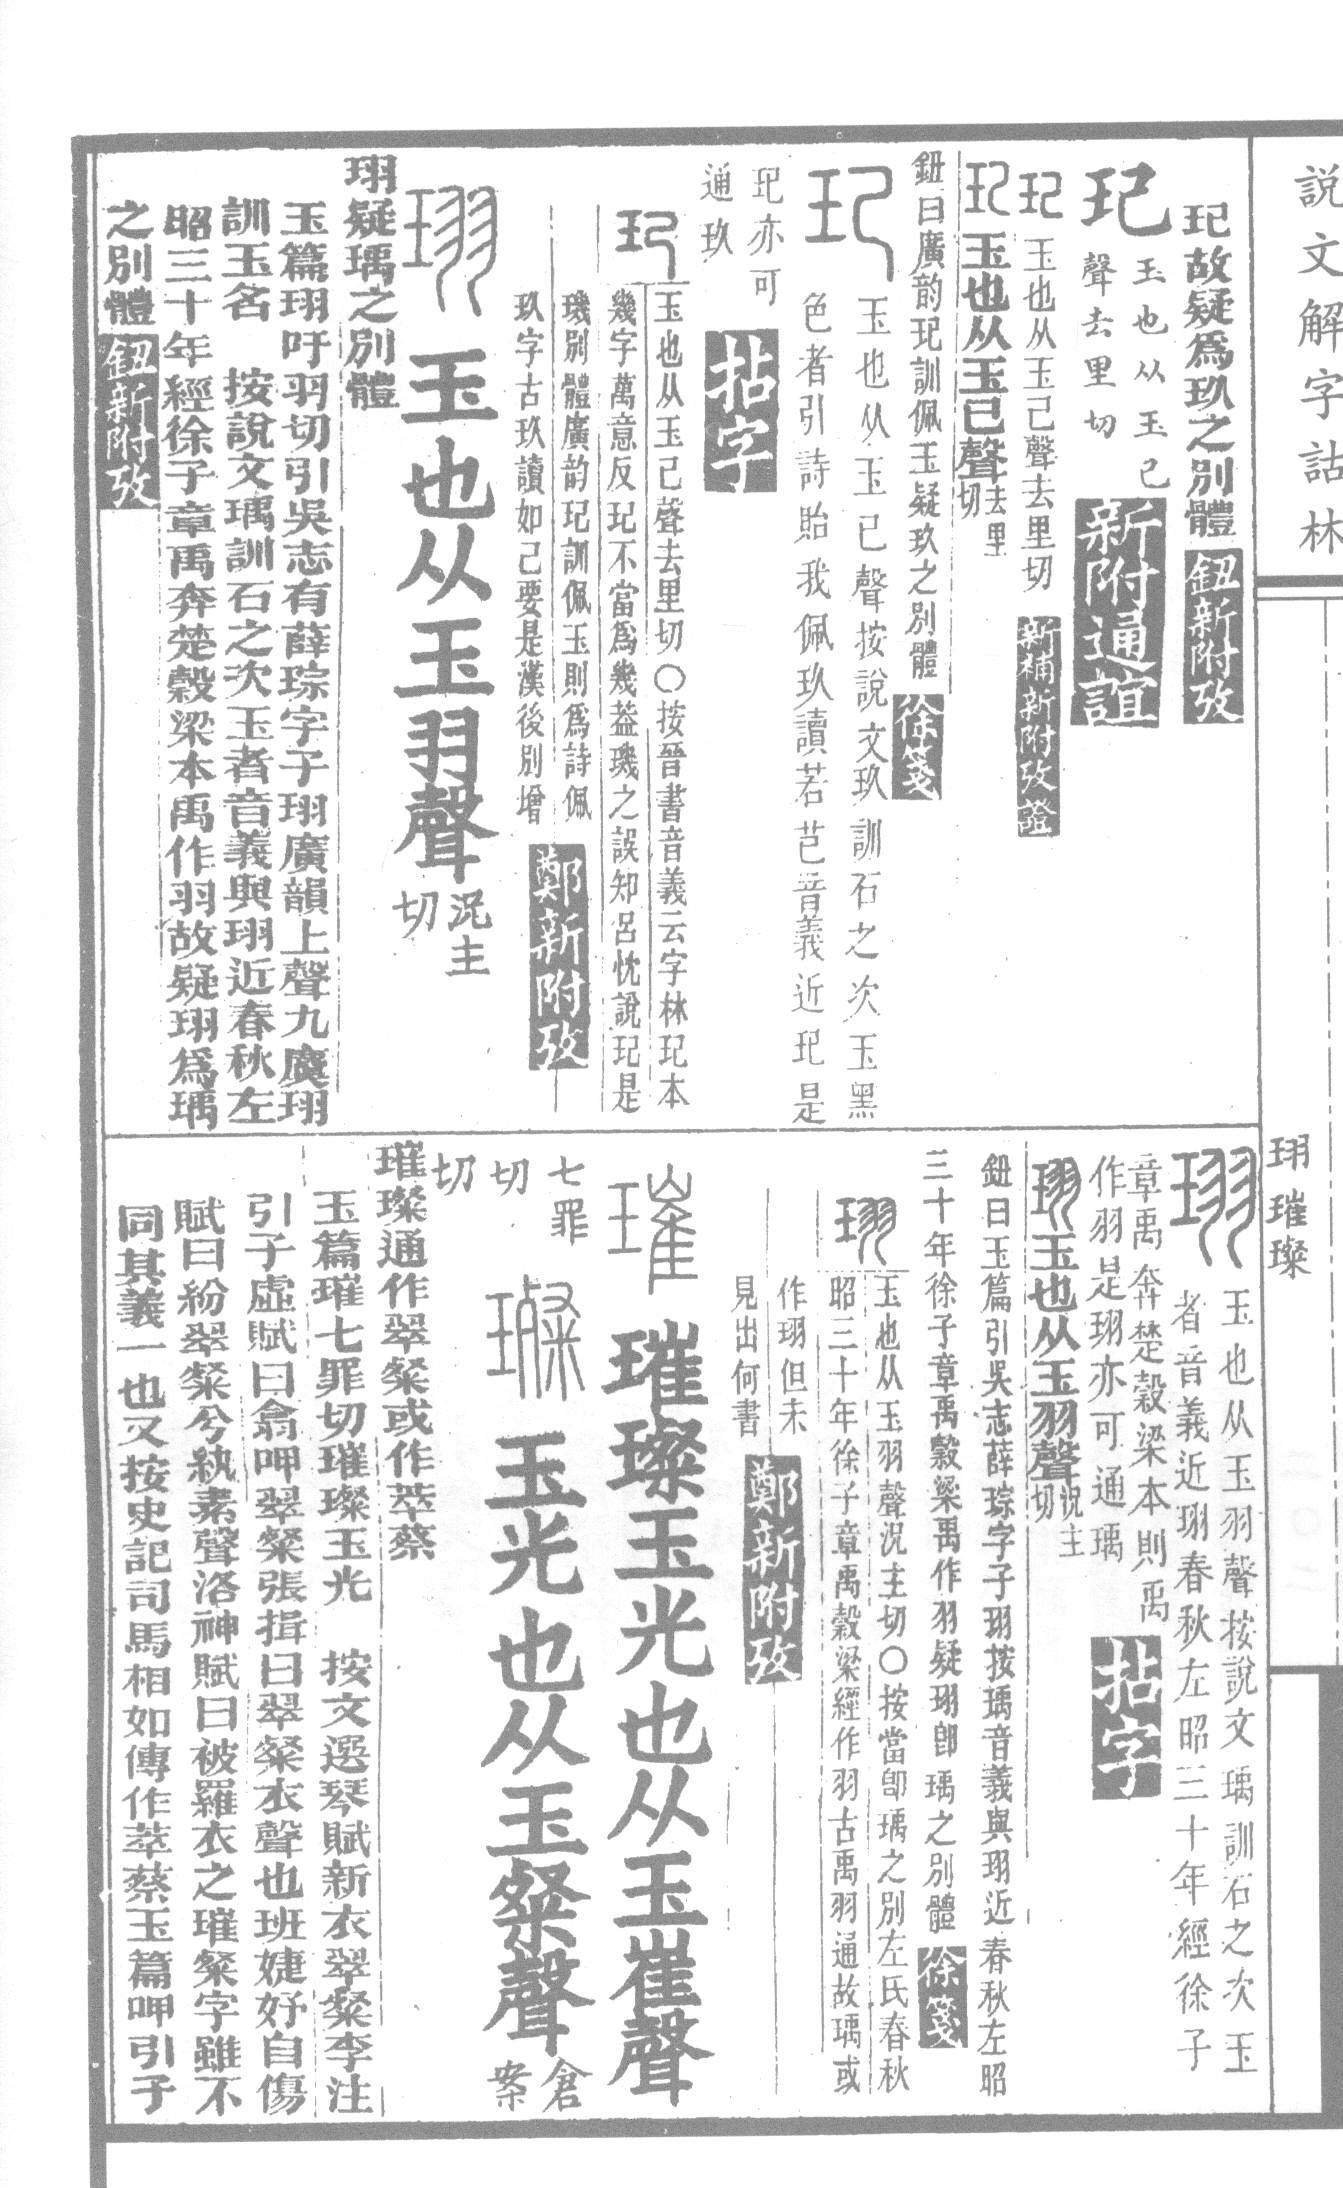 說文解字詁林
珝璀璨
玘故疑爲玖之別體 鈕新附攷
玘 玉也从玉己
聲去里切 新附通誼
玘 玉也从玉己聲去里切 新補新附攷證
玘玉也从玉己聲去里切
鈕曰廣韵玘訓佩玉疑玖之別體 徐箋
玘 玉也从玉己聲按說文玖訓石之次玉黑
色者引詩貽我佩玖讀若芑音義近玘是
玘亦可
通玖 拈字
玘 玉也从玉己聲去里切〇按晉書音義云字林玘本
幾字萬意反玘不當爲幾葢璣之誤知呂忱說玘是
璣別體廣韵玘訓佩玉則爲詩佩
玖字古玖讀如己要是漢後別增 鄭新附攷
珝 玉也从玉羽聲況主切
珝疑瑀之別體
玉篇珝吁羽切引吳志有薛琮字子珝廣韻上聲九麌珝
訓玉名 按說文瑀訓石之次玉者音義與珝近春秋左
昭三十年經徐子章禹奔楚穀梁本禹作羽故疑珝爲瑀
之別體 鈕新附攷
珝 玉也从玉羽聲按說文瑀訓石之次玉
者音義近珝春秋左昭三十年經徐子
章禹奔楚穀梁本則禹
作羽是珝亦可通瑀 拈字
珝玉也从玉羽聲況主切
鈕曰玉篇引吳志薛琮字子珝按瑀音義與珝近春秋左昭
三十年徐子章禹穀梁禹作羽疑珝卽瑀之別體 徐箋
珝 玉也从玉羽聲況主切〇按當卽瑀之別左氏春秋
昭三十年徐子章禹穀梁經作羽古禹羽通故瑀或
作珝但未
見出何書 鄭新附攷
璀 璀璨玉光也从玉崔聲
七罪
切 璨 玉光也从玉粲聲倉案
切
璀璨通作翠粲或作萃蔡
玉篇璀七罪切璀璨玉光 按文選琴賦新衣翠粲李注
引子虛賦曰翕呷翠粲張揖曰翠粲衣聲也班婕妤自傷
賦曰紛翠粲兮紈素聲洛神賦曰被羅衣之璀粲字雖不
同其義一也又按史記司馬相如傳作萃蔡玉篇呷引子